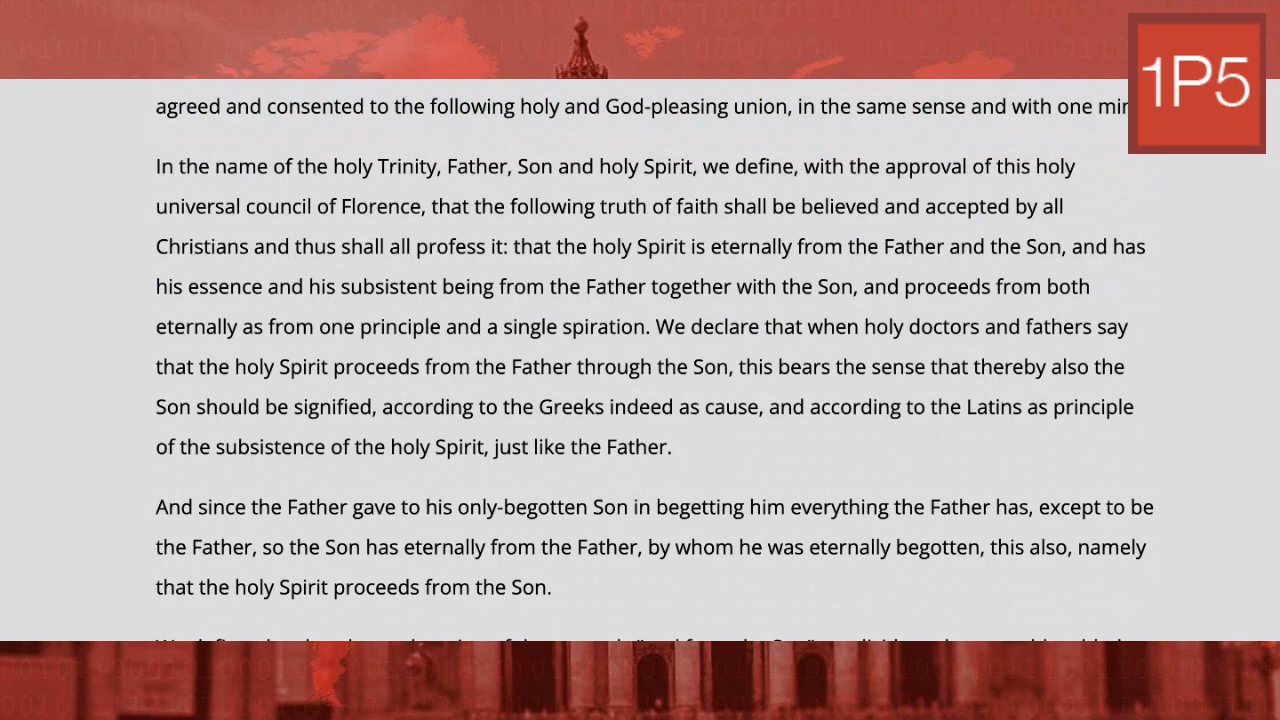 1P5
agreed and consented to the following holy and God-pleasing union, in the same sense and with one
In the name of the holy Trinity, Father, Son and holy Spirit, we define, with the approval of this holy
universal council of Florence, that the following truth of faith shall be believed and accepted by all
Christians and thus shall all profess it: that the holy Spirit is eternally from the Father and the Son, and has
his essence and his subsistent being from the Father together with the Son, and proceeds from both
eternally as from one principle and a single spiration. We declare that when holy doctors and fathers say
that the holy Spirit proceeds from the Father through the Son, this bears the sense that thereby also the
Son should be signified, according to the Greeks indeed as cause, and according to the Latins as principle
of the subsistence of the holy Spirit, just like the Father.
And since the Father gave to his only-begotten Son in begetting him everything the Father has, except to be
the Father, so the Son has eternally from the Father, by whom he was eternally begotten, this also, namely
that the holy Spirit proceeds from the Son.